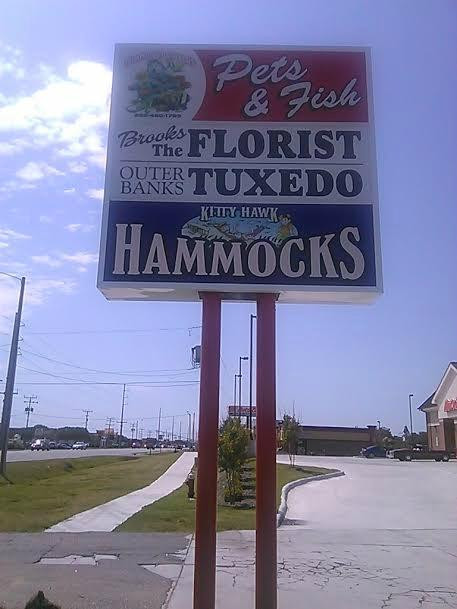 Pets
& Fish
Brooks
The FLORIST
OUTER
BANKS TUXEDO
KITTY HAWK
HAMMOCKS